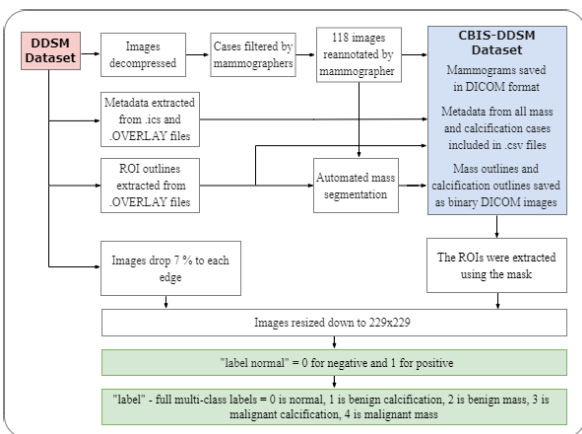 DDSM
Dataset
Images
decompressed
Cases filtered by
mammographers
118 images
reannotated by
mammographer
CBIS-DDSM
Dataset
Mammograms saved
in DICOM format
Metadata from all mass
and calcification cases
included in .csv files
Mass outlines and
calcification outlines saved
as binary DICOM images
Metadata extracted
from .ics and
.OVERLAY files
ROI outlines
extracted from
.OVERLAY files
Automated mass
segmentation
Images drop 7 % to each
edge
The ROIs were extracted
using the mask
Images resized down to 229x229
"label normal" = 0 for negative and 1 for positive
"label" - full multi-class labels = 0 is normal, 1 is benign calcification, 2 is benign mass, 3 is
malignant calcification, 4 is malignant mass